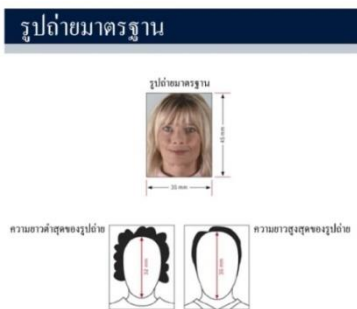 รูปถ่ายมาตรฐาน
รูปถ่ายมาตรฐาน
45 mm
35 mm
ความยาวต่ำสุดของรูปถ่าย
ความยาวสูงสุดของรูปถ่าย